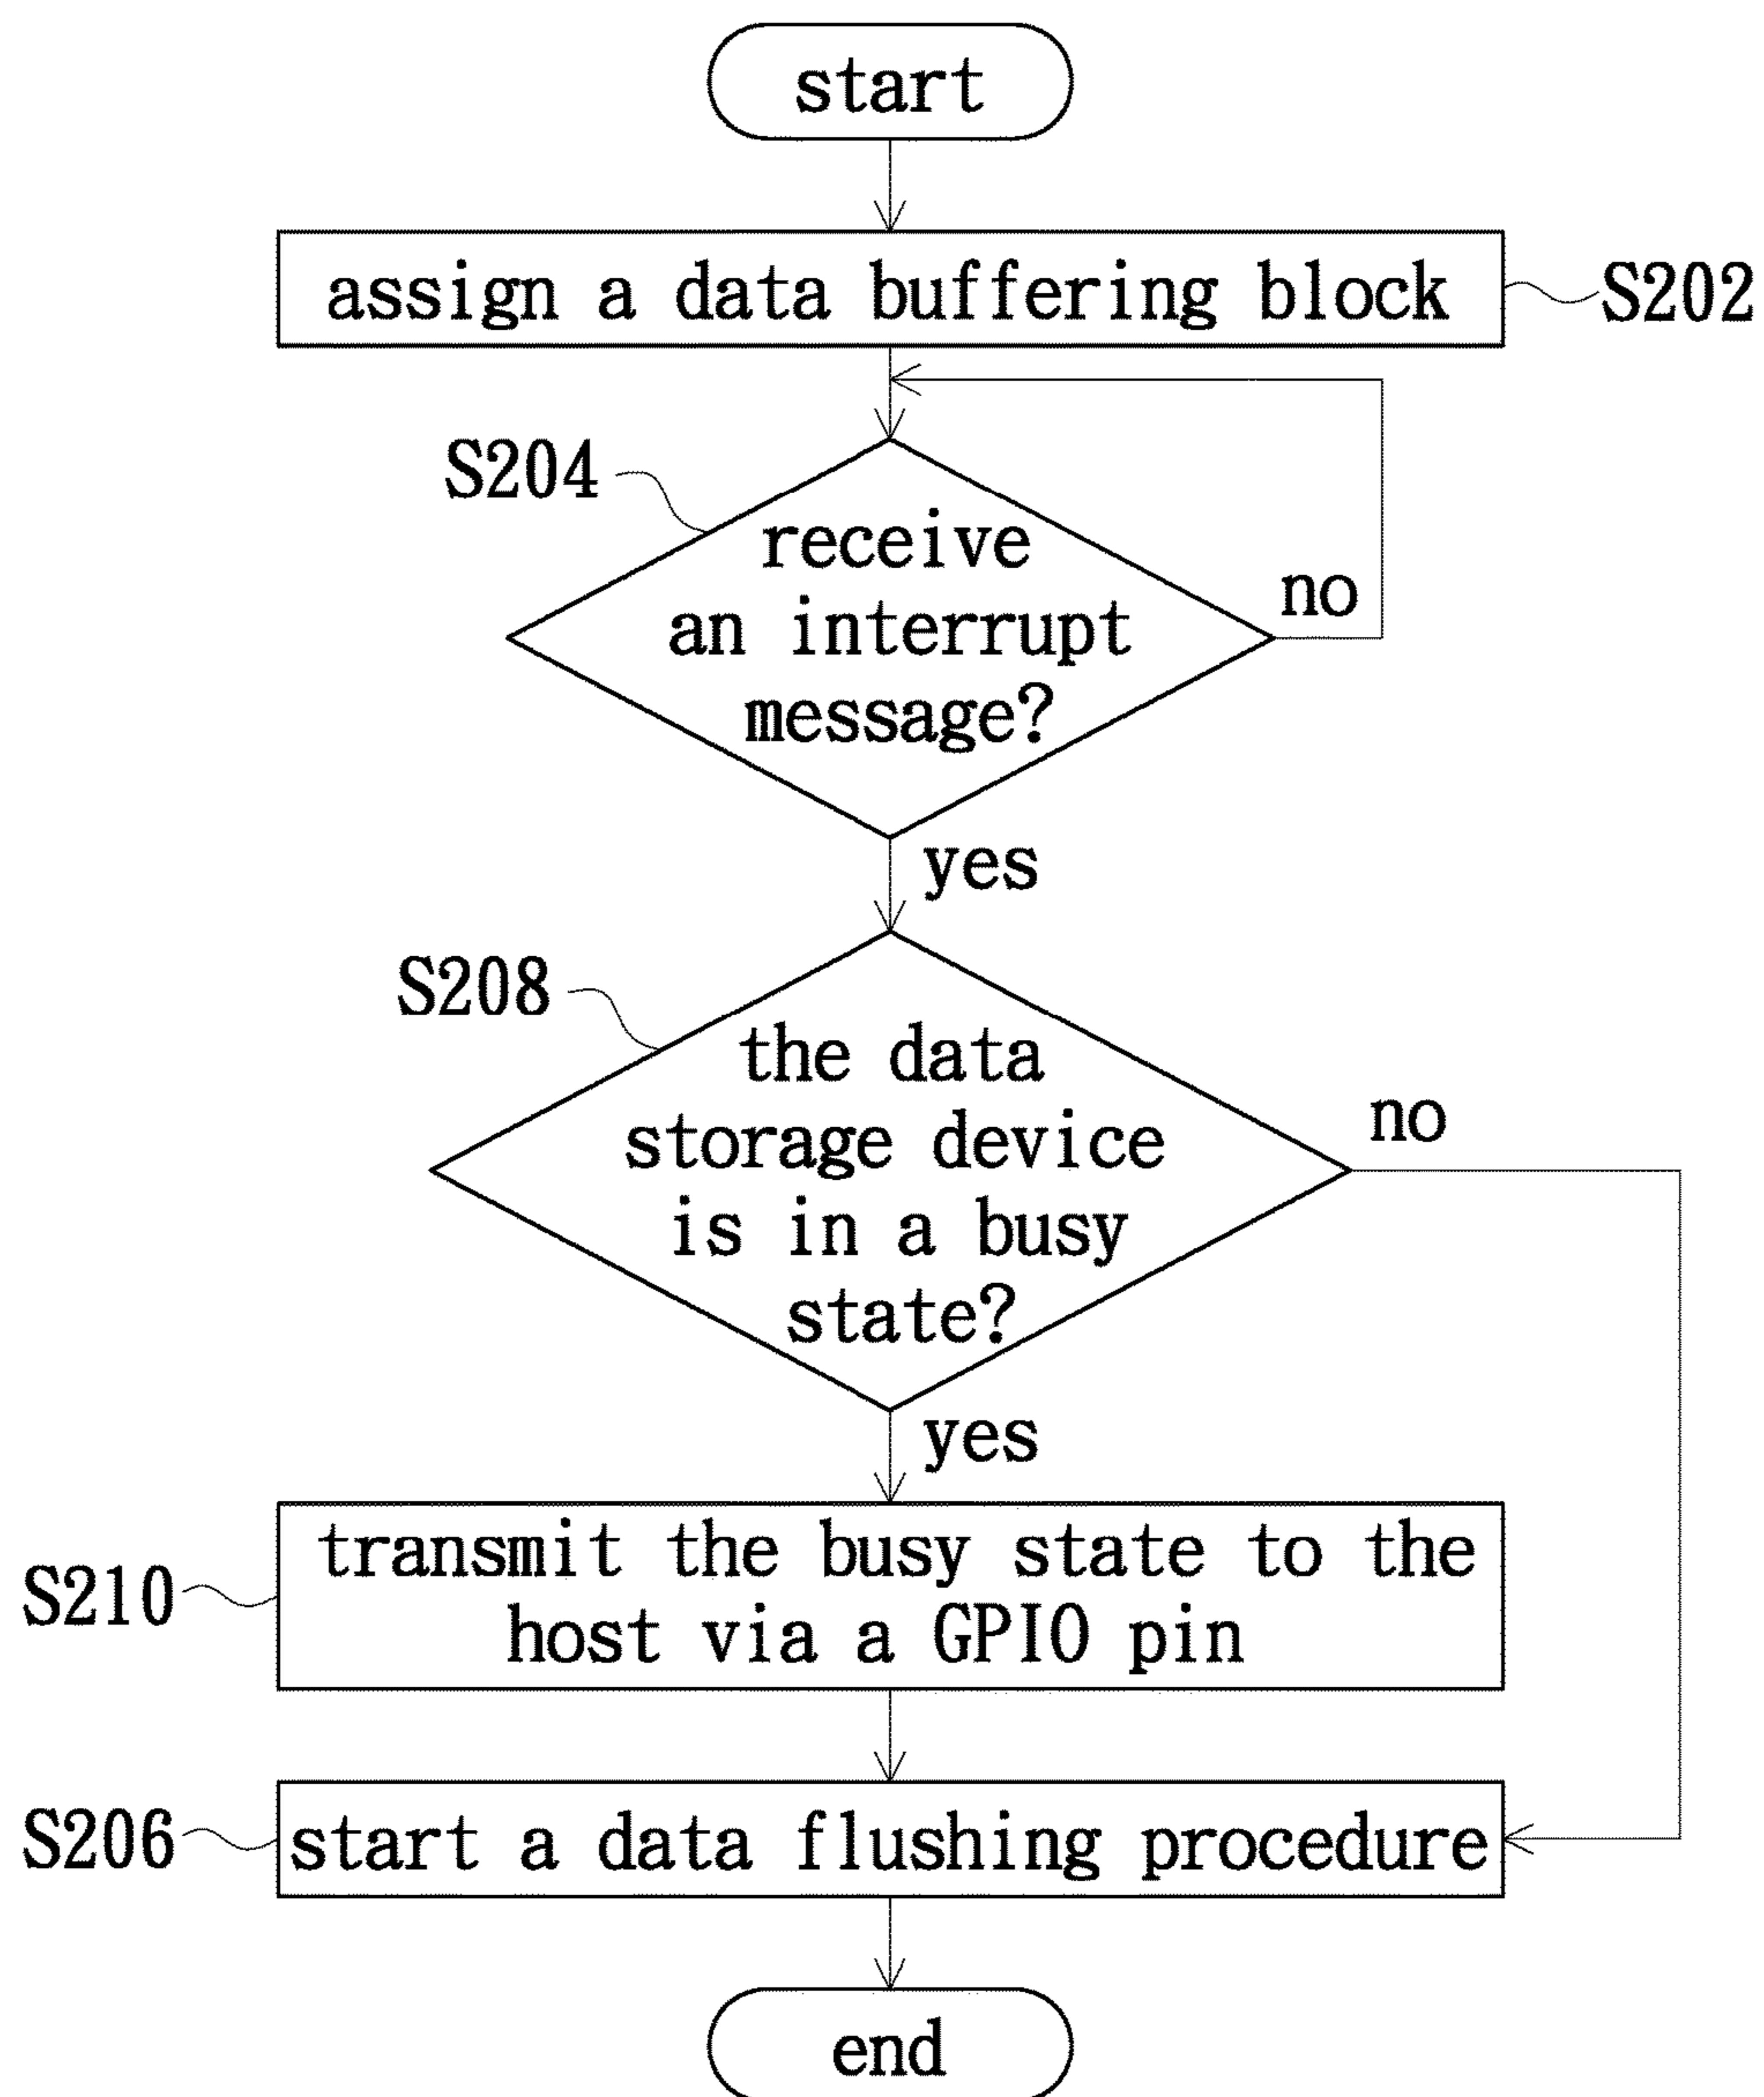 start
assign a data buffering block
S202
S204
receive
an interrupt
message?
no
yes
S208
the data
storage device
is in a busy
state?
no
yes
S210
transmit the busy state to the
host via a GPIO pin
S206
start a data flushing procedure
end